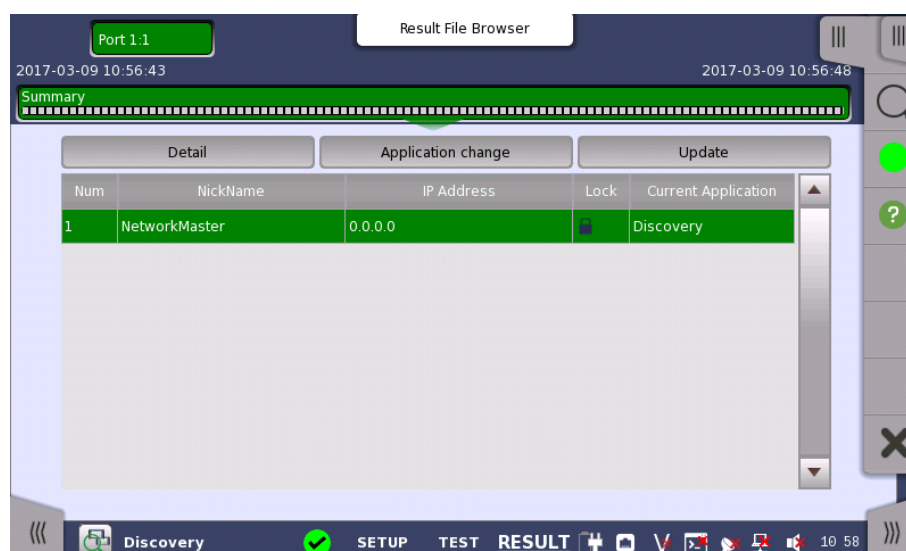 Result File Browser
Port 1:1
2017-03-09 10:56:43 2017-03-09 10:56:48
Summary
Detail Application change Update
Num NickName IP Address Lock Current Application
1 NetworkMaster 0.0.0.0 Discovery
Discovery SETUP TEST RESULT 10 58